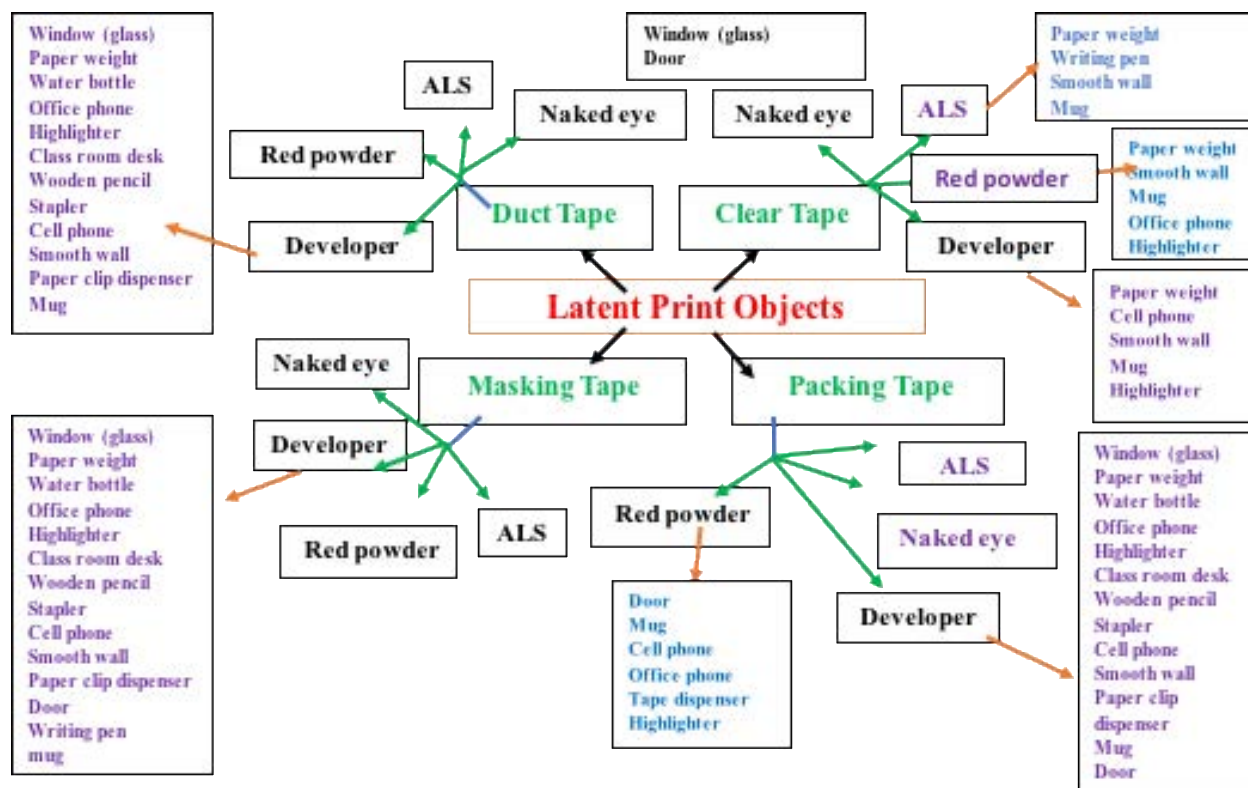 Window (glass)
Paper weight
Water bottle
Office phone
Highlighter
Class room desk
Wooden pencil
Stapler
Cell phone
Smooth wall
Paper clip dispenser
Mug
ALS
Naked eye
Red powder
Developer
Duct Tape
Window (glass)
Door
Naked eye
ALS
Red powder
Developer
Clear Tape
Paper weight
Writing pen
Smooth wall
Mug
Paper weight
Smooth wall
Mug
Office phone
Highlighter
Paper weight
Cell phone
Smooth wall
Mug
Highlighter
Latent Print Objects
Naked eye
Masking Tape
Developer
Red powder
ALS
Window (glass)
Paper weight
Water bottle
Office phone
Highlighter
Class room desk
Wooden pencil
Stapler
Cell phone
Smooth wall
Paper clip dispenser
Door
Writing pen
mug
Packing Tape
ALS
Naked eye
Red powder
Developer
Door
Mug
Cell phone
Office phone
Tape dispenser
Highlighter
Window (glass)
Paper weight
Water bottle
Office phone
Highlighter
Class room desk
Wooden pencil
Stapler
Cell phone
Smooth wall
Paper clip
dispenser
Mug
Door